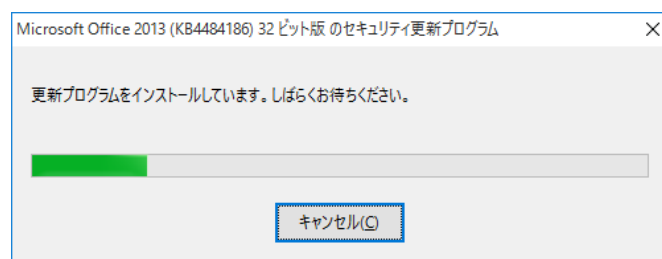 Microsoft Office 2013 (KB4484186) 32 ビット版 のセキュリティ更新プログラム
更新プログラムをインストールしています。しばらくお待ちください。
キャンセル(C)